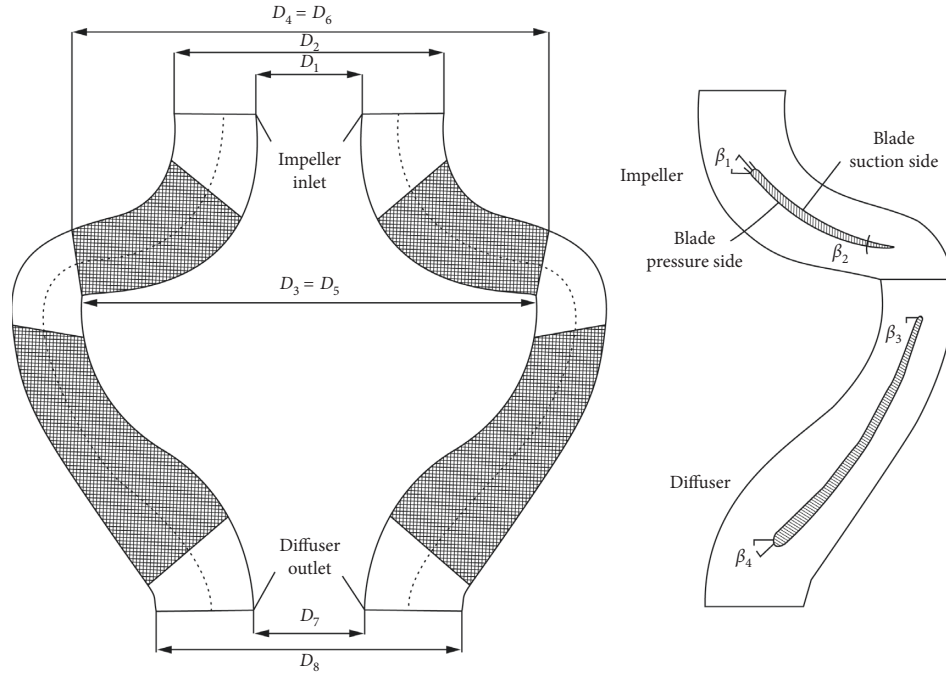 D4 = D6
D2
D1
Impeller
inlet
D3 = D5
Diffuser
outlet
D7
D8
β1
Blade
suction side
Impeller
Blade
pressure side
β2
β3
Diffuser
β4